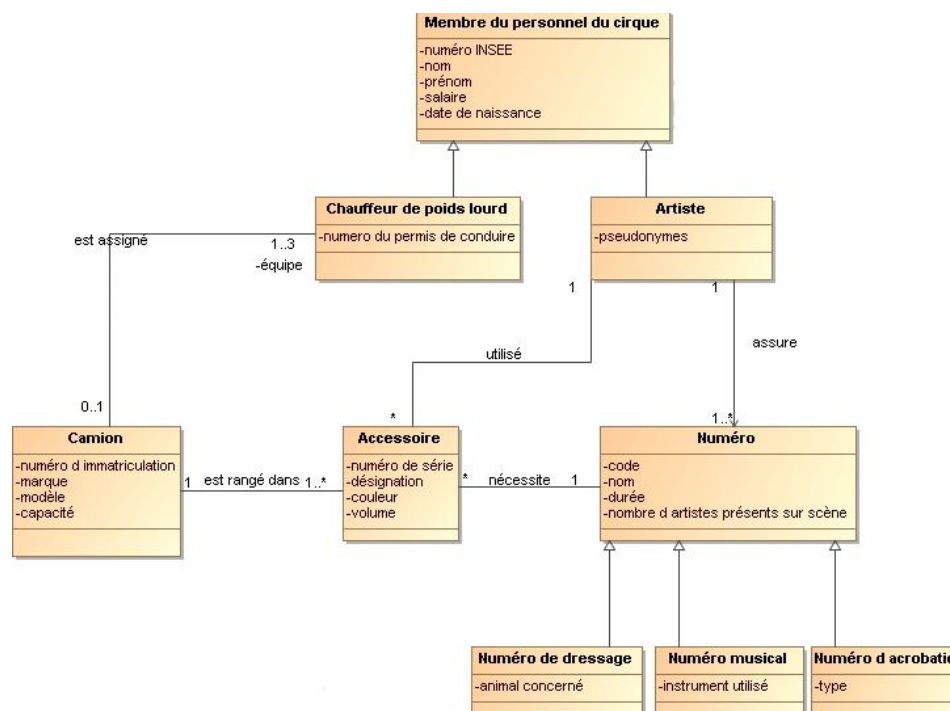 Membre du personnel du cirque
-numéro INSEE
-nom
-prénom
-salaire
-date de naissance
Chauffeur de poids lourd
-numero du permis de conduire
Artiste
-pseudonymes
est assigné
1..3
-équipe
1
1
utilisé
assure
0..1
*
1..*
Camion
-numéro d immatriculation
-marque
-modèle
-capacité
1
est rangé dans
1..*
Accessoire
-numéro de série
-désignation
-couleur
-volume
*
nécessite
1
Numéro
-code
-nom
-durée
-nombre d artistes présents sur scène
Numéro de dressage
-animal concerné
Numéro musical
-instrument utilisé
Numéro d acrobatie
-type